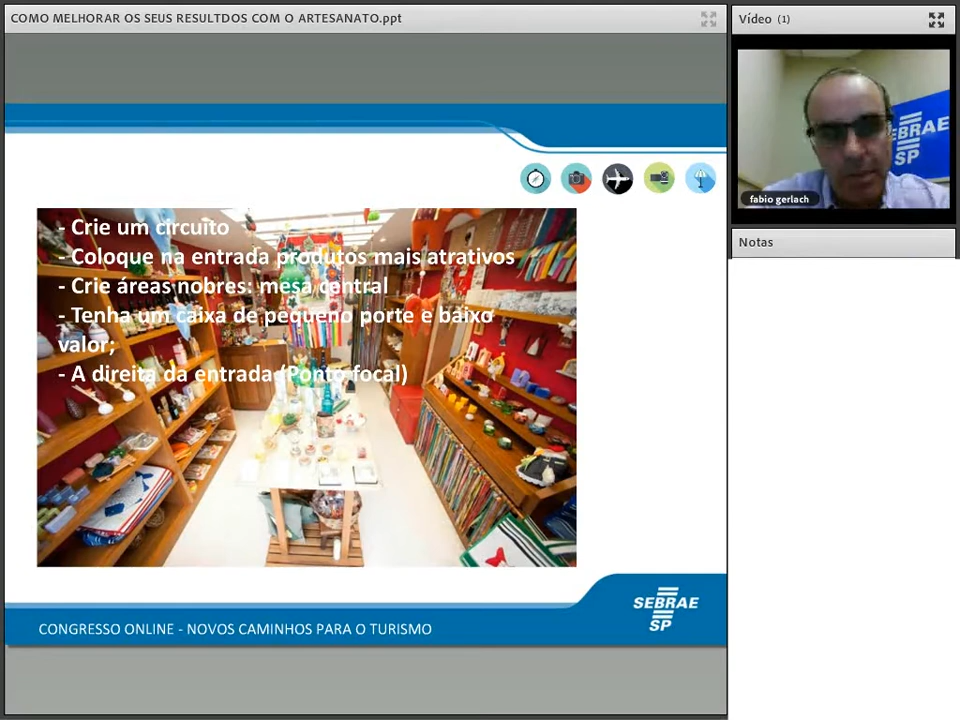 COMO MELHORAR OS SEUS RESULTDOS COM O ARTESANATO.ppt
Vídeo (1)
EBRAE
SP
fabio gerlach
Notas
- Crie um circuito
- Coloque na entrada produtos mais atrativos
- Crie áreas nobres: mesa central
- Tenha um caixa de pequeno porte e baixo
valor;
- A direita da entrada (Ponto focal)
SEBRAE
SP
CONGRESSO ONLINE - NOVOS CAMINHOS PARA O TURISMO